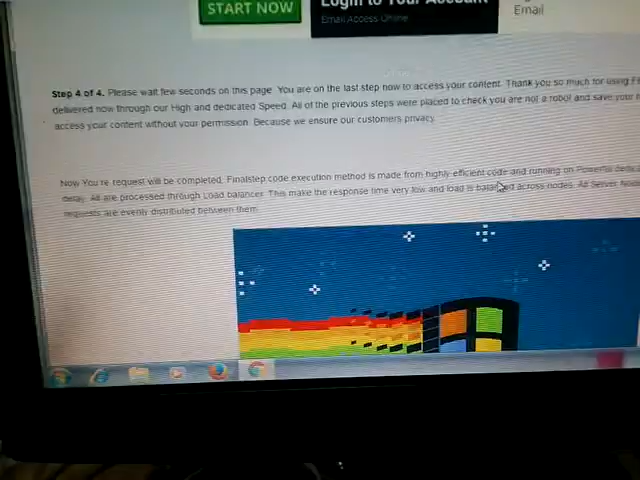 START NOW
Login to Your Account
Email Access Online
Email
Step 4 of 4. Please wait few seconds on this page. You are on the last step now to access your content. Thank you so much for using
delivered now through our High and dedicated Speed. All of the previous steps were placed to check you are not a robot and save your
access your content without your permission. Because we ensure our customers privacy.
Now You're request will be completed. Finalstep.code execution method is made from highly efficient code and running on Powerful
delay. All are processed through Load balancer. This make the response time very low and load is balanced across nodes. All Server
requests are evenly distributed between them.